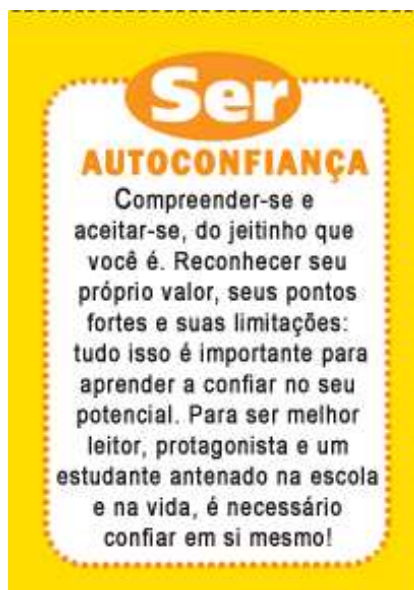 Ser
AUTOCONFIANÇA
Compreender-se e
aceitar-se, do jeitinho que
você é. Reconhecer seu
próprio valor, seus pontos
fortes e suas limitações:
tudo isso é importante para
aprender a confiar no seu
potencial. Para ser melhor
leitor, protagonista e um
estudante antenado na escola
e na vida, é necessário
confiar em si mesmo!